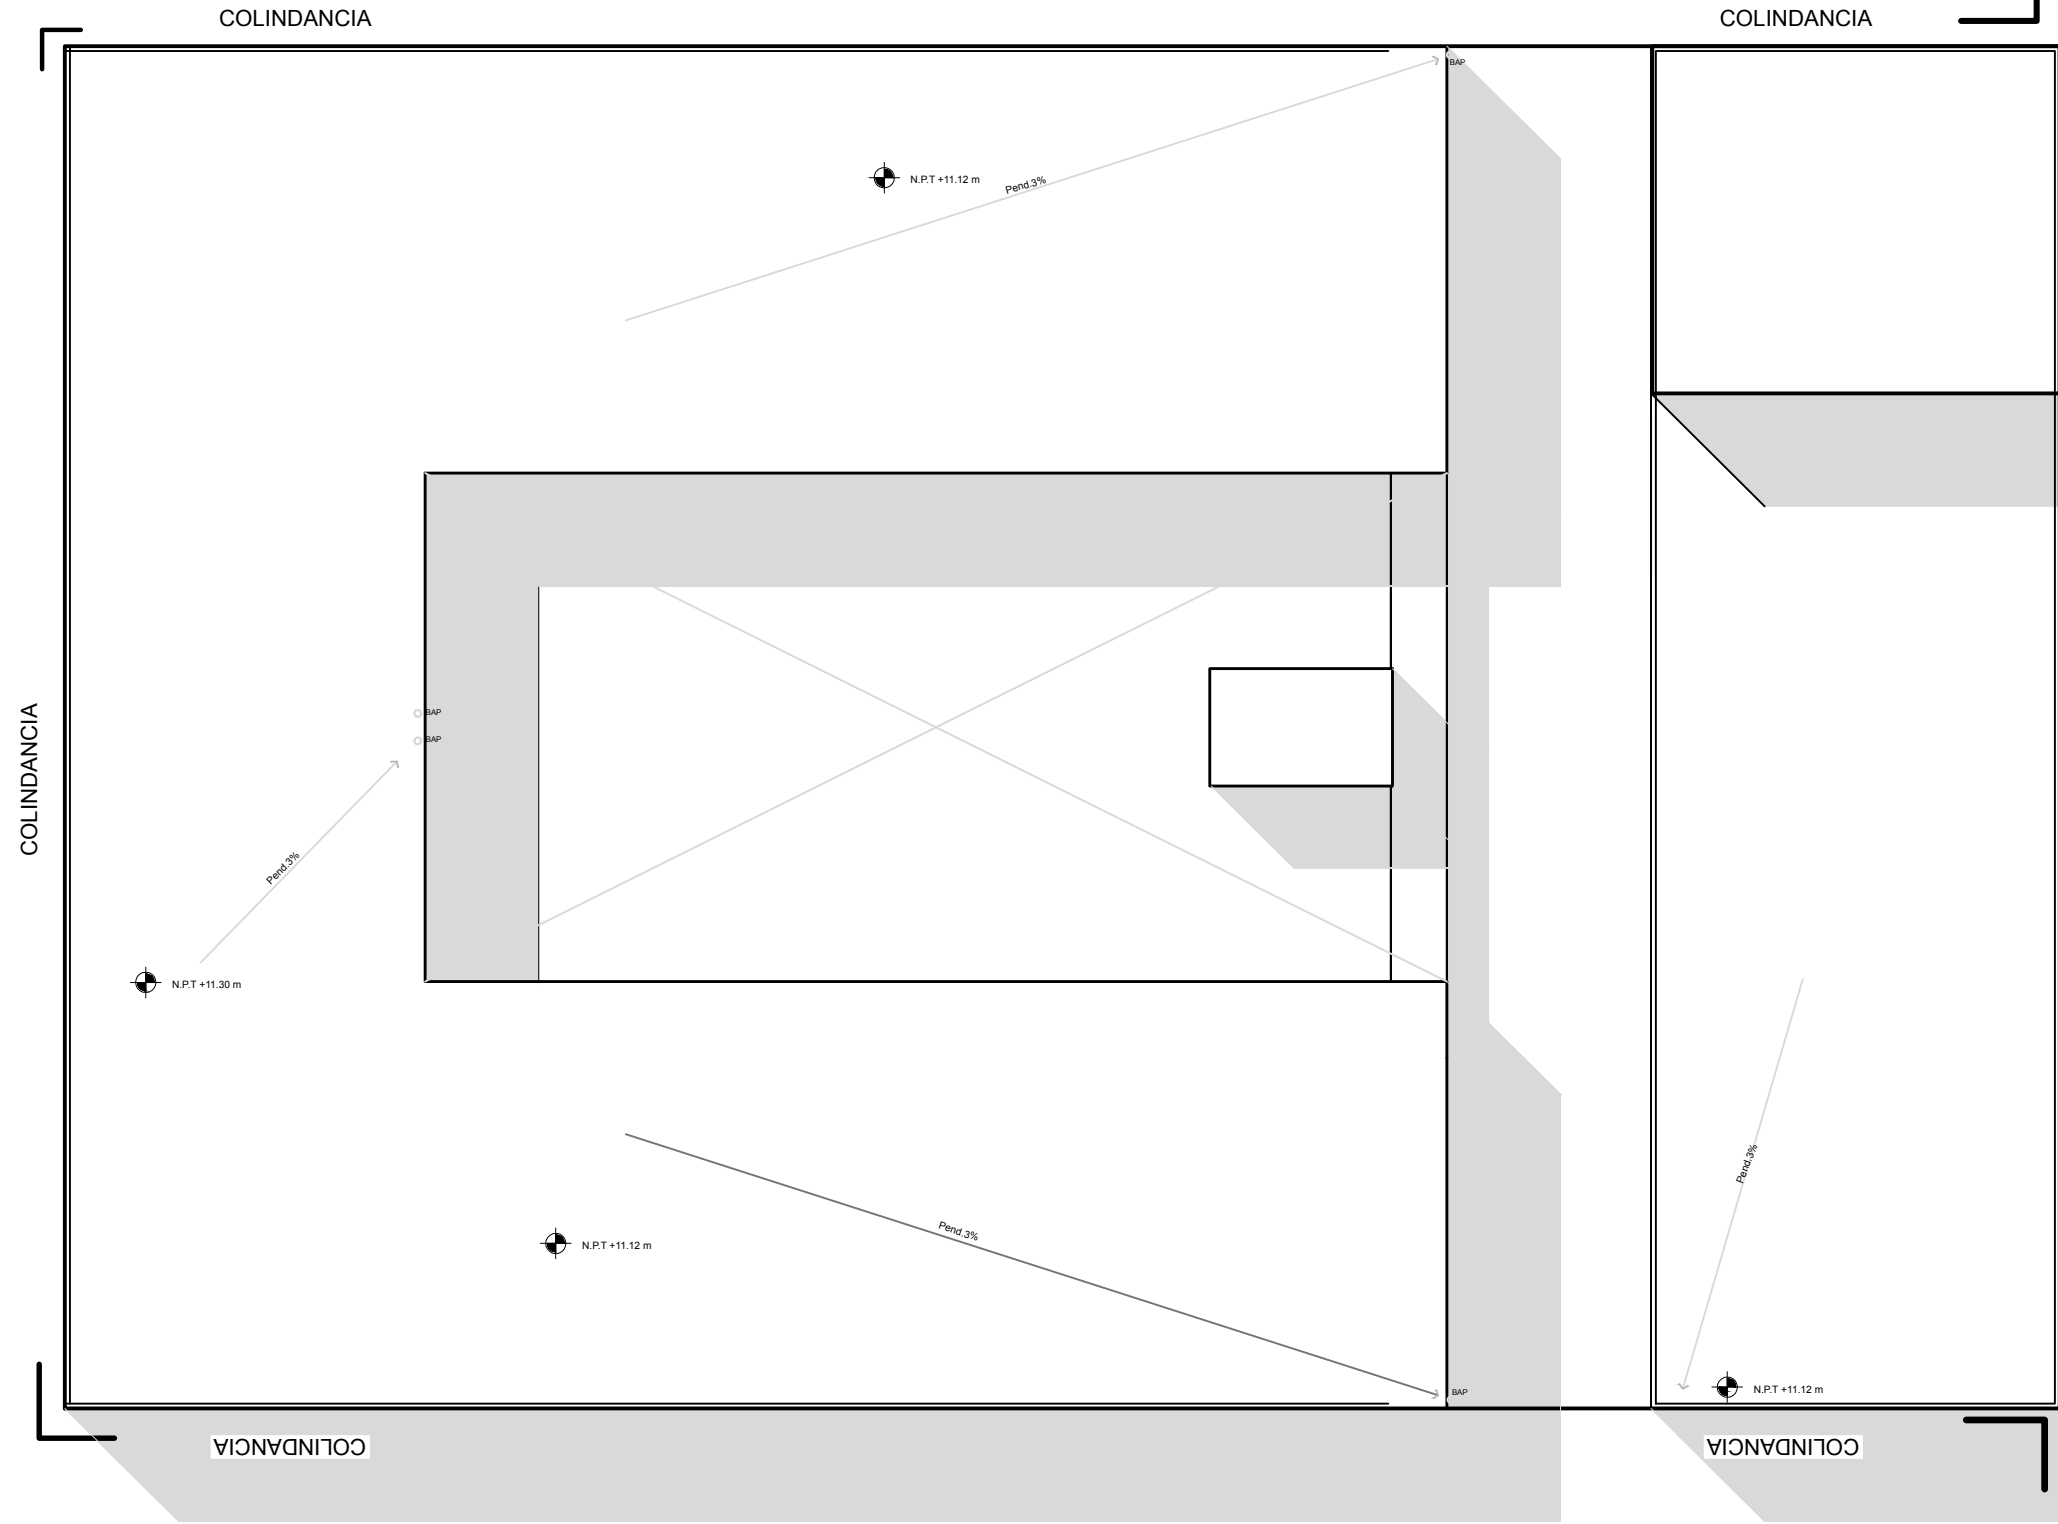 COLINDANCIA
COLINDANCIA
BAP
N.P.T +11.12 m
Pend.3%
BAP
BAP
COLINDANCIA
Pend.3%
N.P.T +11.30 m
Pend.3%
Pend.3%
N.P.T +11.12 m
BAP
N.P.T +11.12 m
COLINDANCIA
COLINDANCIA